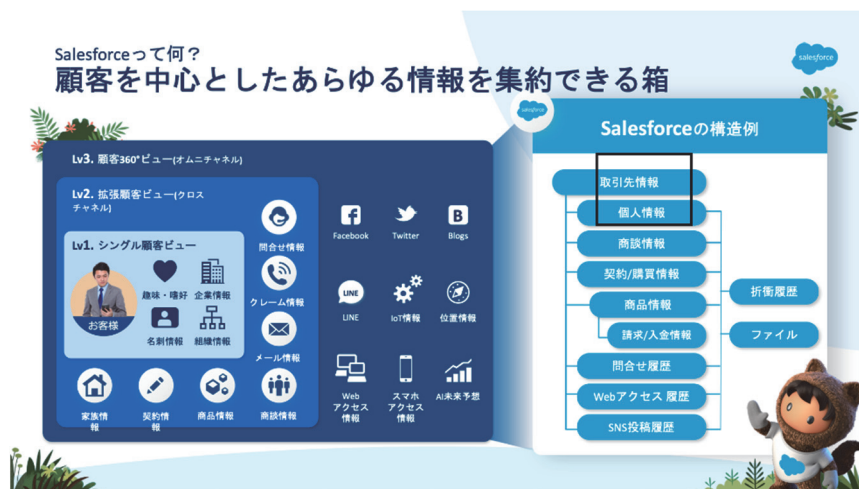 Salesforceって何？
顧客を中心としたあらゆる情報を集約できる箱
salesforce
Lv3. 顧客360°ビュー(オムニチャネル)
Lv2. 拡張顧客ビュー(クロス
チャネル)
Lv1. シングル顧客ビュー
お客様
趣味・嗜好
企業情報
名刺情報
組織情報
問合せ情報
クレーム情報
メール情報
家族情
報
契約情
報
商品情報
商談情報
Facebook
Twitter
Blogs
LINE
LINE
IoT情報
位置情報
Web
アクセス
情報
スマホ
アクセス
情報
AI未来予想
salesforce
Salesforceの構造例
取引先情報
個人情報
商談情報
契約/購買情報
商品情報
請求/入金情報
問合せ履歴
Webアクセス 履歴
SNS投稿履歴
折衝履歴
ファイル